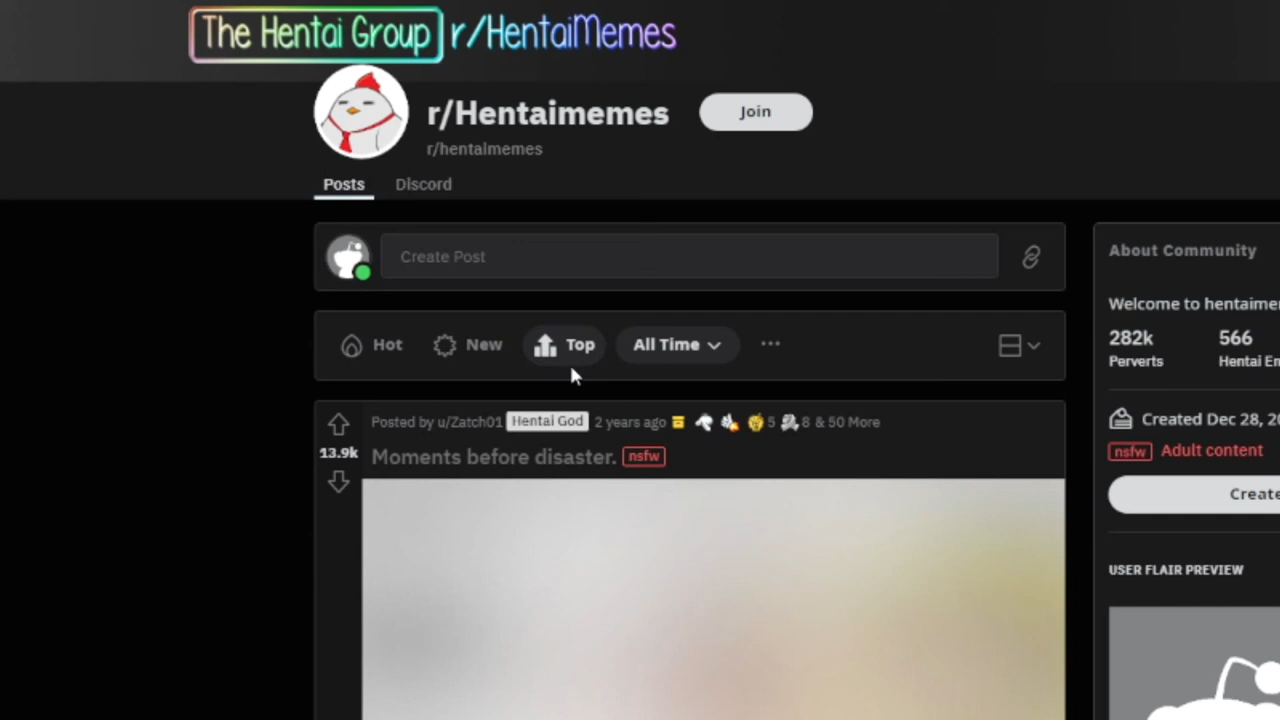 The Hentai Group r/HentaiMemes
r/Hentaimemes Join
r/hentaimemes
Posts Discord
Create Post
Hot New Top All Time
Posted by u/Zatch01 Hentai God 2 years ago 5 8 & 50 More
13.9k
Moments before disaster. nsfw
About Community
Welcome to hentaime
282k 566
Perverts Hentai En
Created Dec 28, 20
nsfw Adult content
Create
USER FLAIR PREVIEW